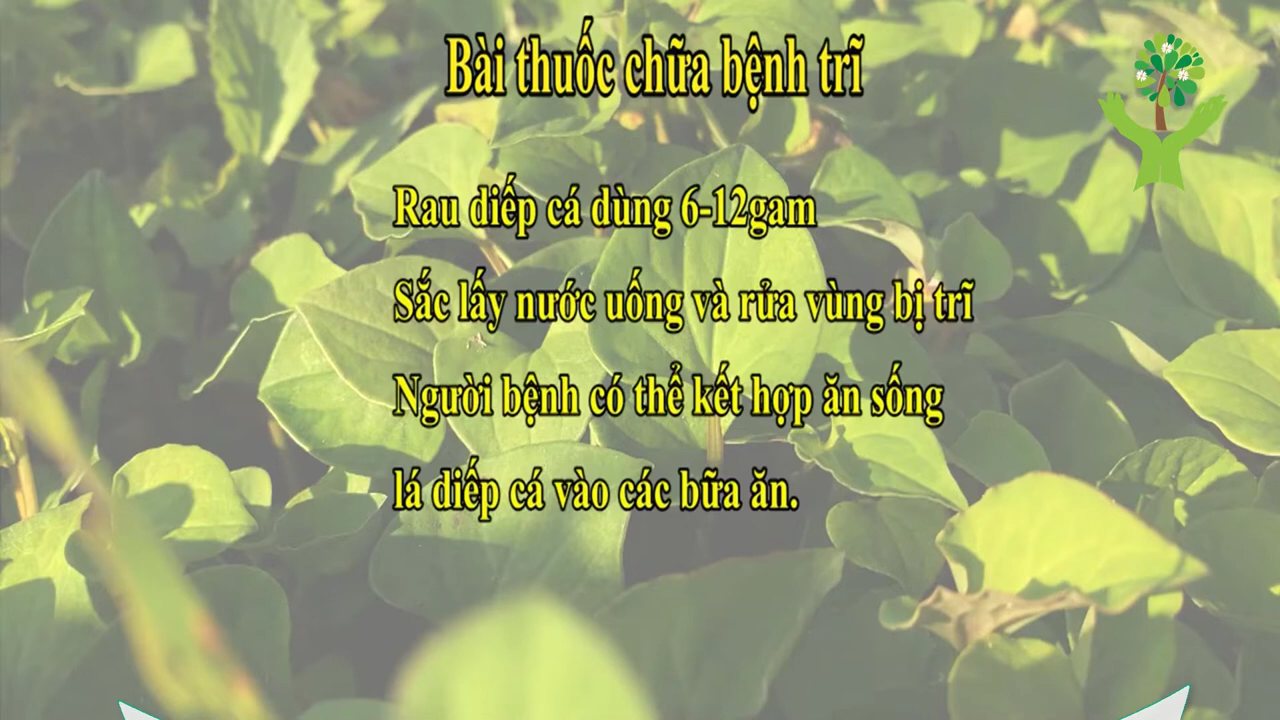 Bài thuốc chữa bệnh trĩ
Rau diếp cá dùng 6-12gam
Sắc lấy nước uống và rửa vùng bị trĩ
Người bệnh có thể kết hợp ăn sống
lá diếp cá vào các bữa ăn.